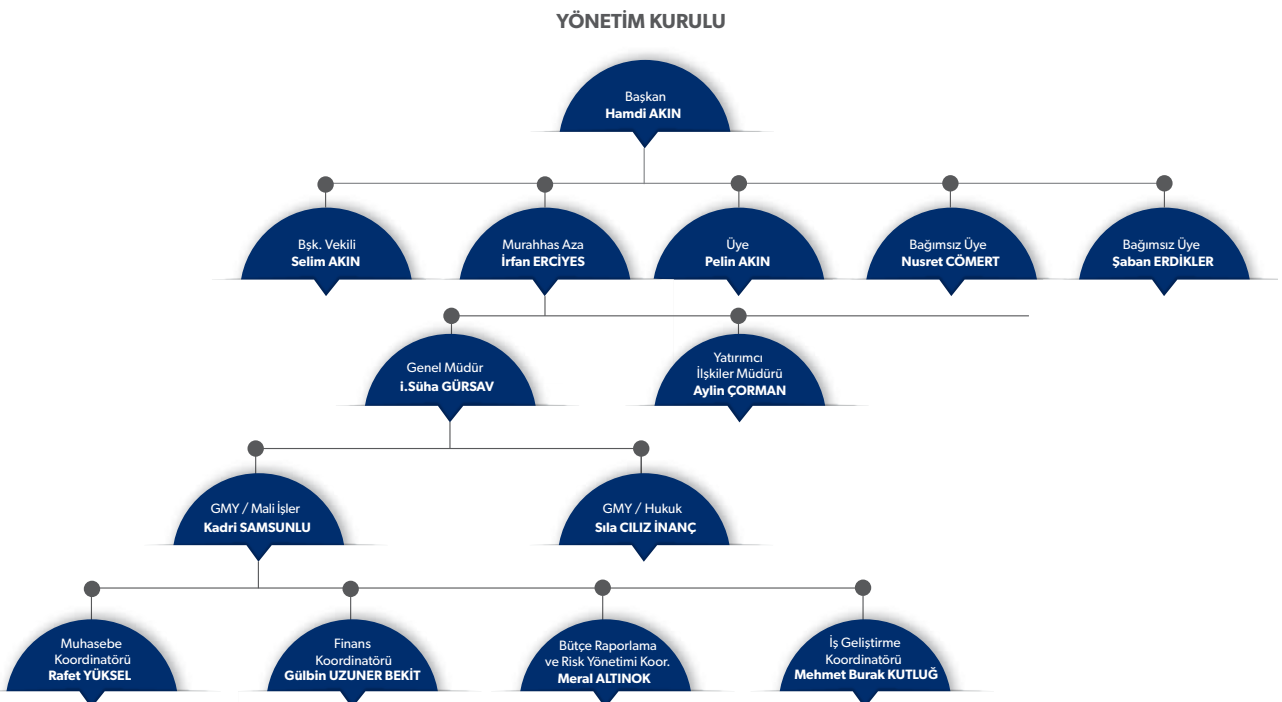 YÖNETİM KURULU
Başkan
Hamdi AKIN
Bşk. Vekili
Selim AKIN
Murahhas Aza
İrfan ERCİYES
Üye
Pelin AKIN
Bağımsız Üye
Nusret CÖMERT
Bağımsız Üye
Şaban ERDİKLER
Genel Müdür
i.Süha GÜRSAV
Yatırımcı
İlşkiler Müdürü
Aylin ÇORMAN
GMY / Mali İşler
Kadri SAMSUNLU
GMY / Hukuk
Sıla CILIZ İNANÇ
Muhasebe
Koordinatörü
Rafet YÜKSEL
Finans
Koordinatörü
Gülbin UZUNER BEKİT
Bütçe Raporlama
ve Risk Yönetimi Koor.
Meral ALTINOK
İş Geliştirme
Koordinatörü
Mehmet Burak KUTLUĞ